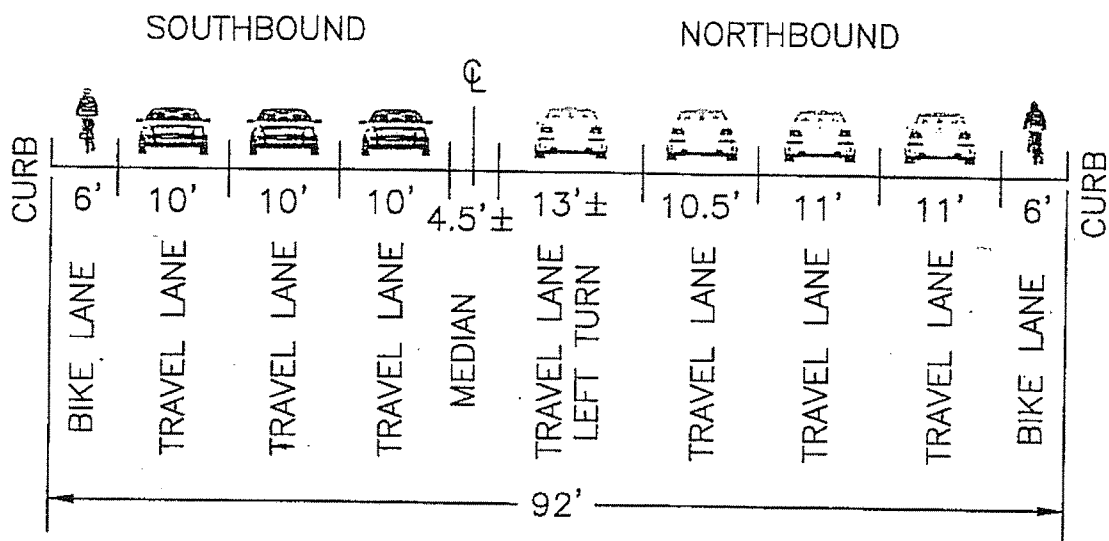 SOUTHBOUND
NORTHBOUND
℄
CURB
6'
10'
10'
10'
4.5'±
13'±
10.5'
11'
11'
6'
CURB
BIKE LANE
TRAVEL LANE
TRAVEL LANE
TRAVEL LANE
MEDIAN
TRAVEL LANE
LEFT TURN
TRAVEL LANE
TRAVEL LANE
TRAVEL LANE
BIKE LANE
92'